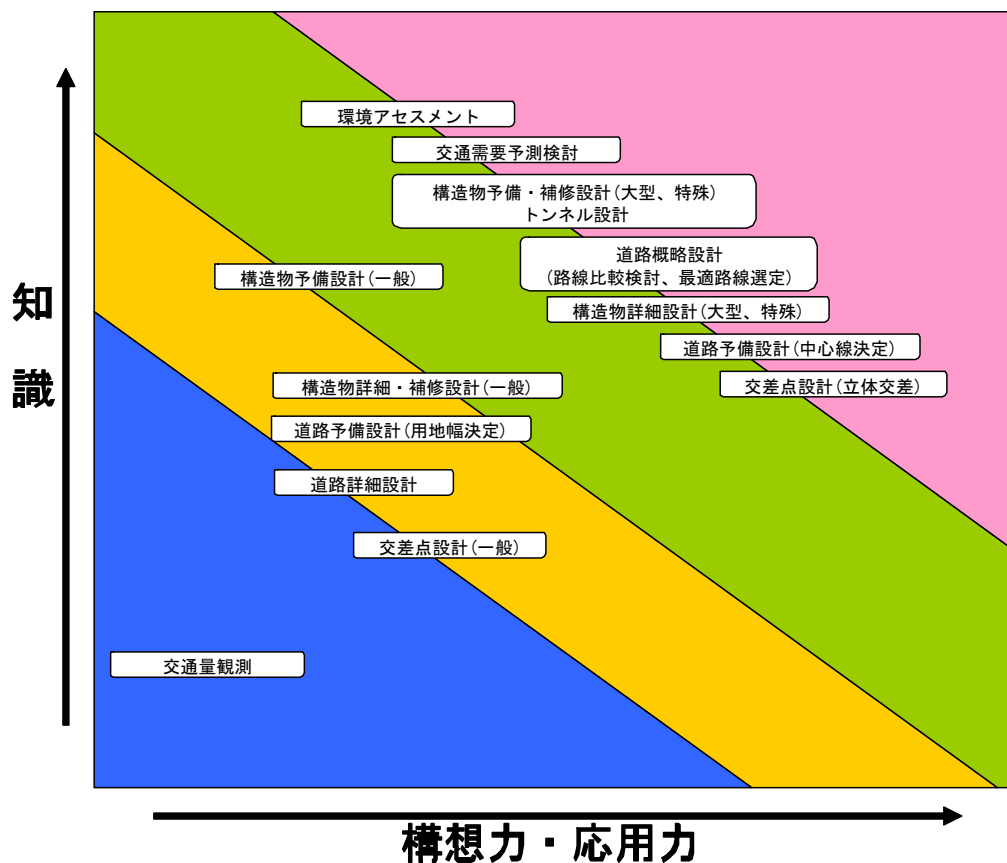 環境アセスメント
交通需要予測検討
構造物予備・補修設計(大型、特殊)
トンネル設計
道路概略設計
(路線比較検討、最適路線選定)
構造物予備設計(一般)
構造物詳細設計(大型、特殊)
道路予備設計(中心線決定)
交差点設計(立体交差)
構造物詳細・補修設計(一般)
道路予備設計(用地幅決定)
道路詳細設計
交差点設計(一般)
交通量観測
知識
構想力・応用力